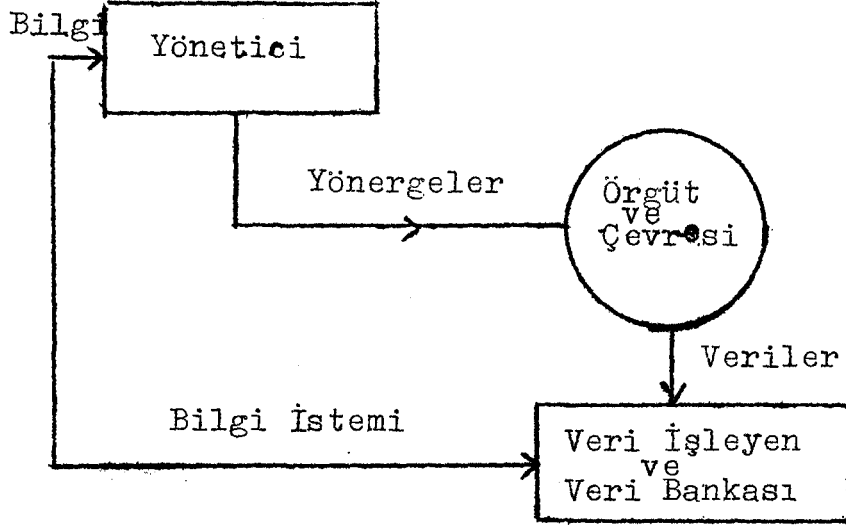 Bilgi
Yönetici
Yönergeler
Örgüt
ve
Çevresi
Veriler
Bilgi İstemi
Veri İşleyen
ve
Veri Bankası